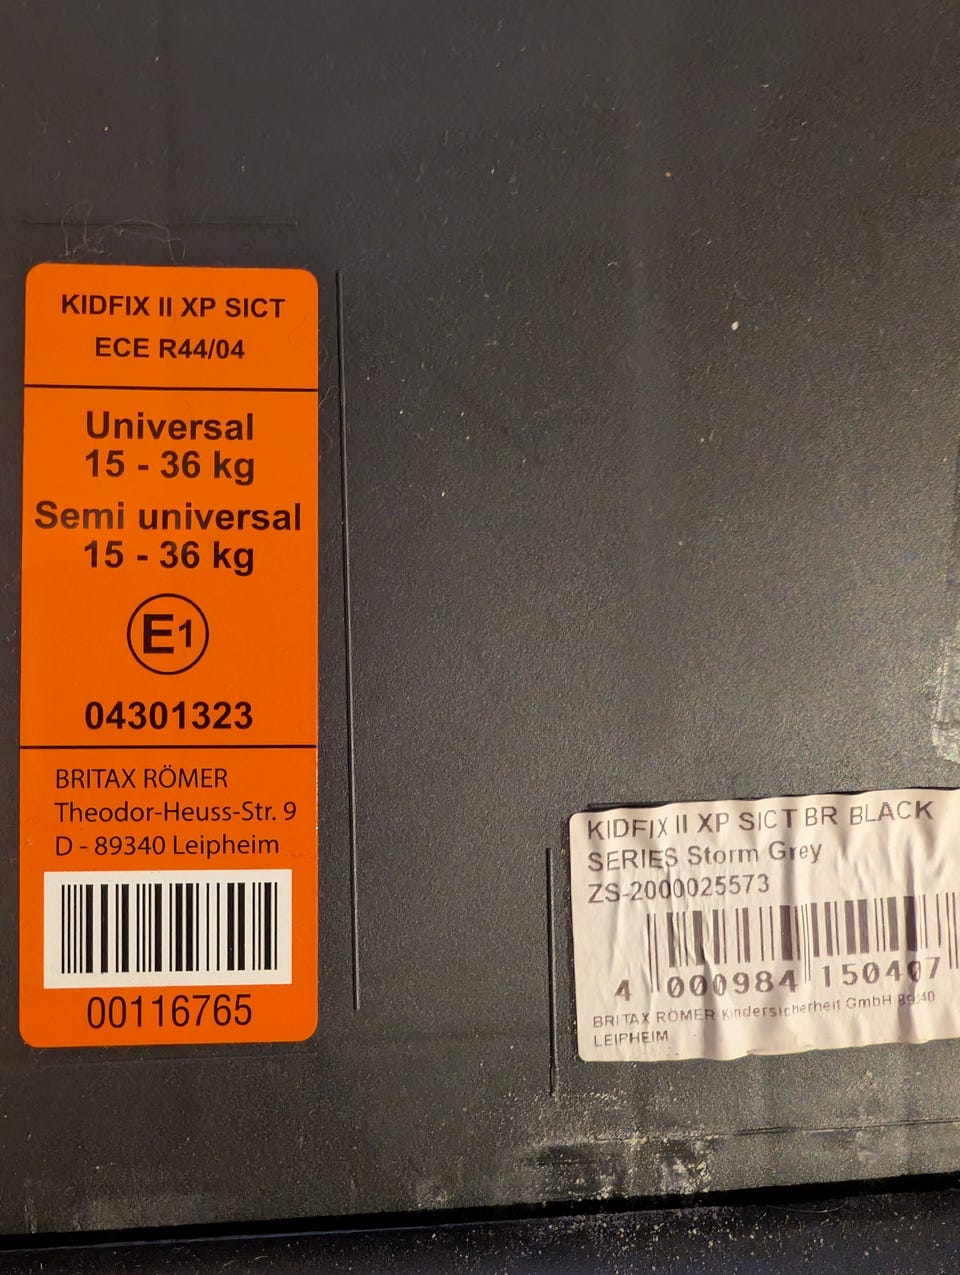 KIDFIX II XP SICT
ECE R44/04
Universal
15 - 36 kg
Semi universal
15 - 36 kg
E1
04301323
BRITAX RÖMER
Theodor-Heuss-Str. 9
D - 89340 Leipheim
00116765
KIDFIX II XP SICT BR BLACK
SERIES Storm Grey
ZS-2000025573
4 000984 150407
BRITAX RÖMER Kindersicherheit GmbH 89340
LEIPHEIM